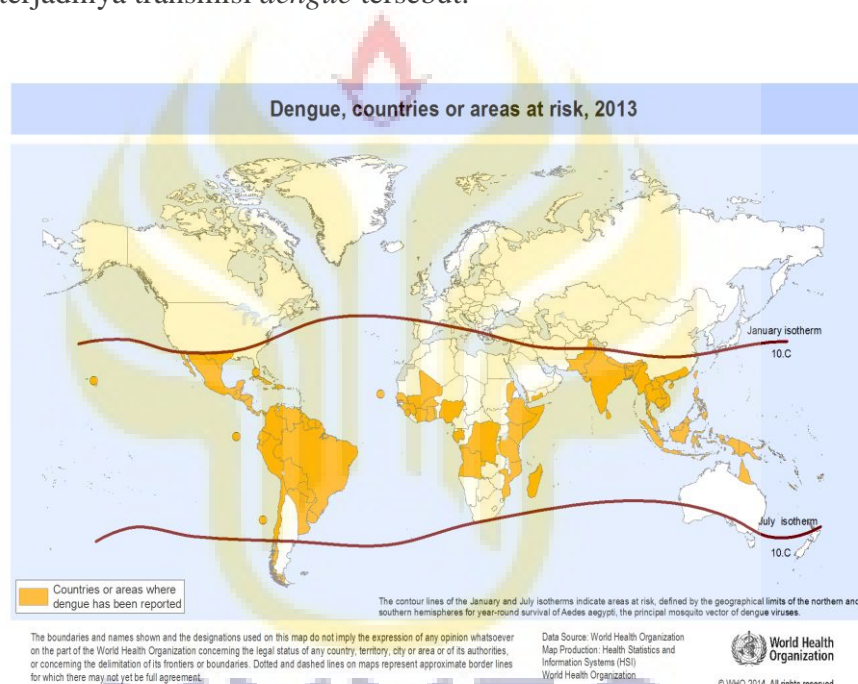 terjadinya transmisi dengue tersebut.
Dengue, countries or areas at risk, 2013
January isotherm
10.C
July isotherm
10.C
Countries or areas where
dengue has been reported
The contour lines of the January and July isotherms indicate areas at risk, defined by the geographical limits of the northern and
southern hemispheres for year-round survival of Aedes aegypti, the principal mosquito vector of dengue viruses.
The boundaries and names shown and the designations used on this map do not imply the expression of any opinion whatsoever
on the part of the World Health Organization concerning the legal status of any country, territory, city or area or of its authorities,
or concerning the delimitation of its frontiers or boundaries. Dotted and dashed lines on maps represent approximate border lines
for which there may not yet be full agreement.
Data Source: World Health Organization
Map Production: Health Statistics and
Information Systems (HSI)
World Health Organization
World Health
Organization
© WHO 2014. All rights reserved